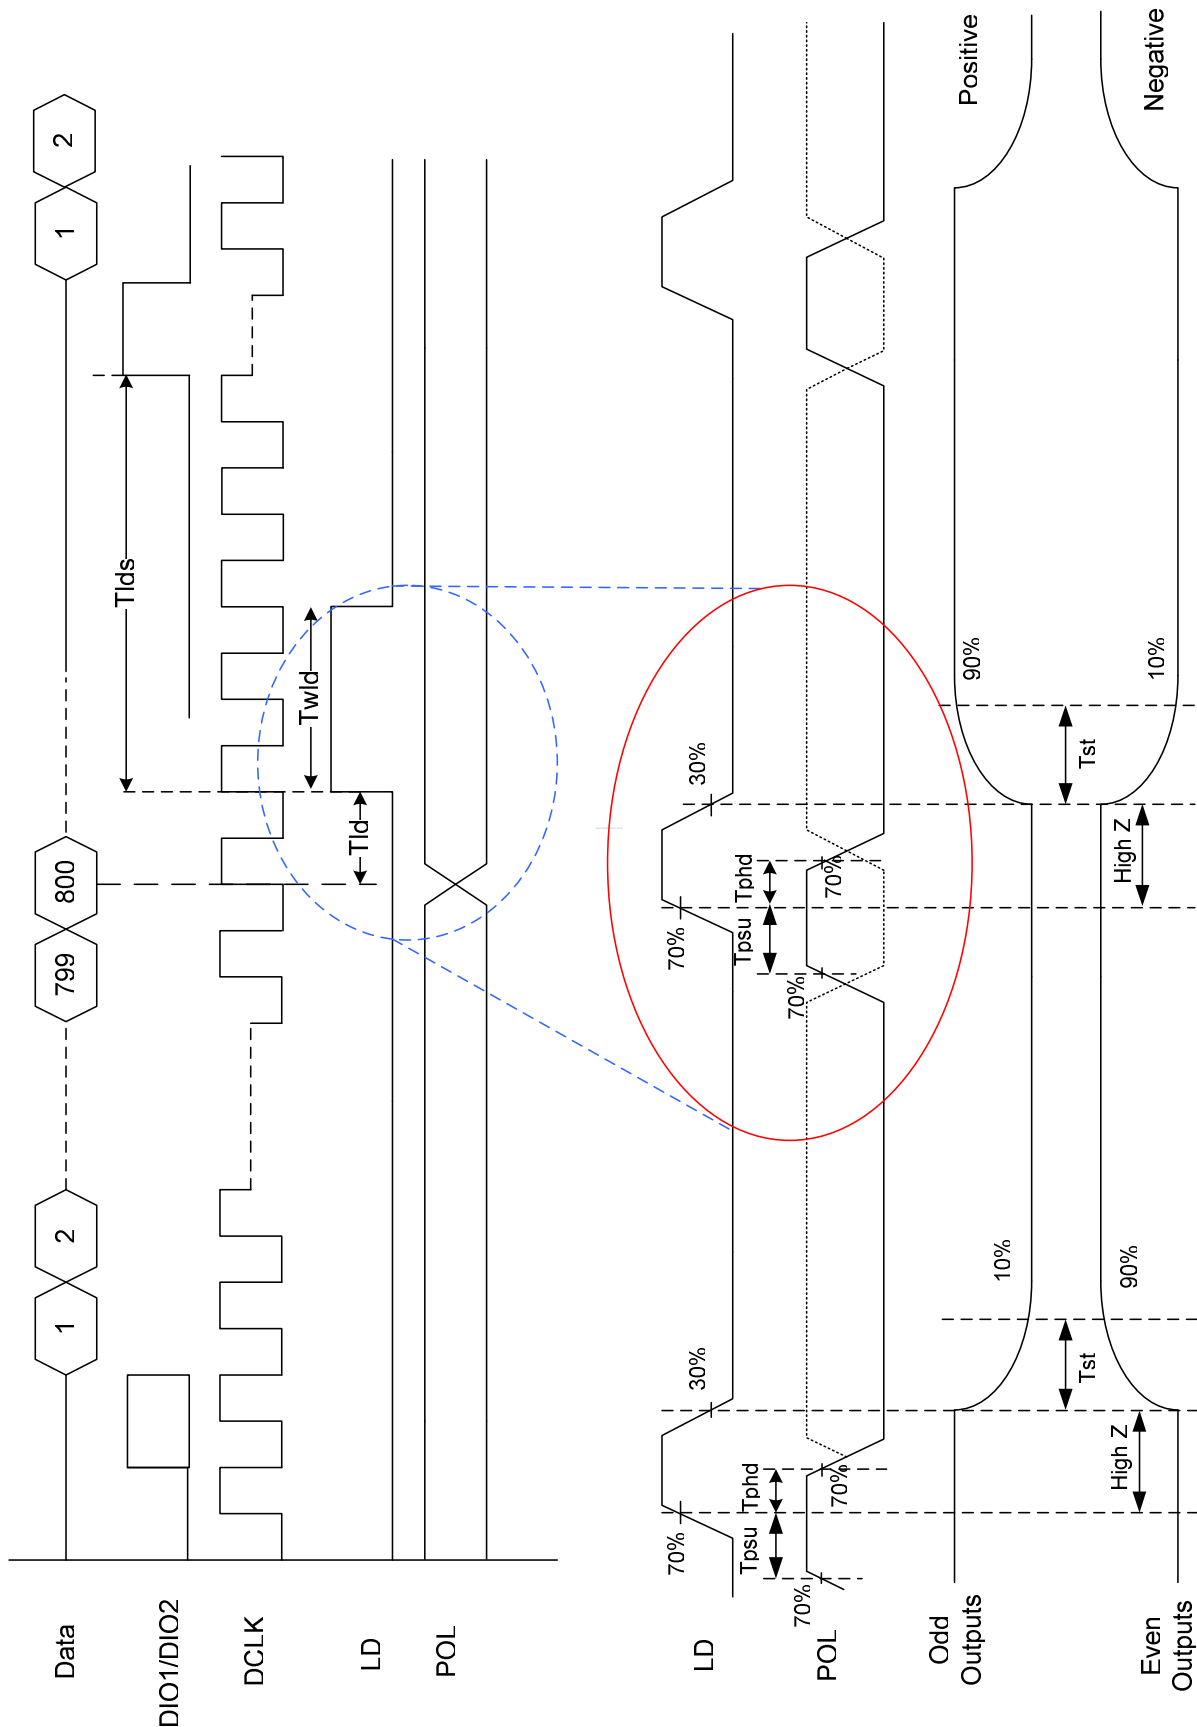 Data
1
2
799
800
1
2
DIO1/DIO2
Tlds
DCLK
LD
Tld
Twld
POL
LD
70%
30%
70%
30%
POL
70%
Tpsu
Tphd
70%
70%
Tpsu
Tphd
70%
Odd
Outputs
10%
90%
Positive
Tst
Tst
High Z
90%
High Z
10%
Negative
Even
Outputs